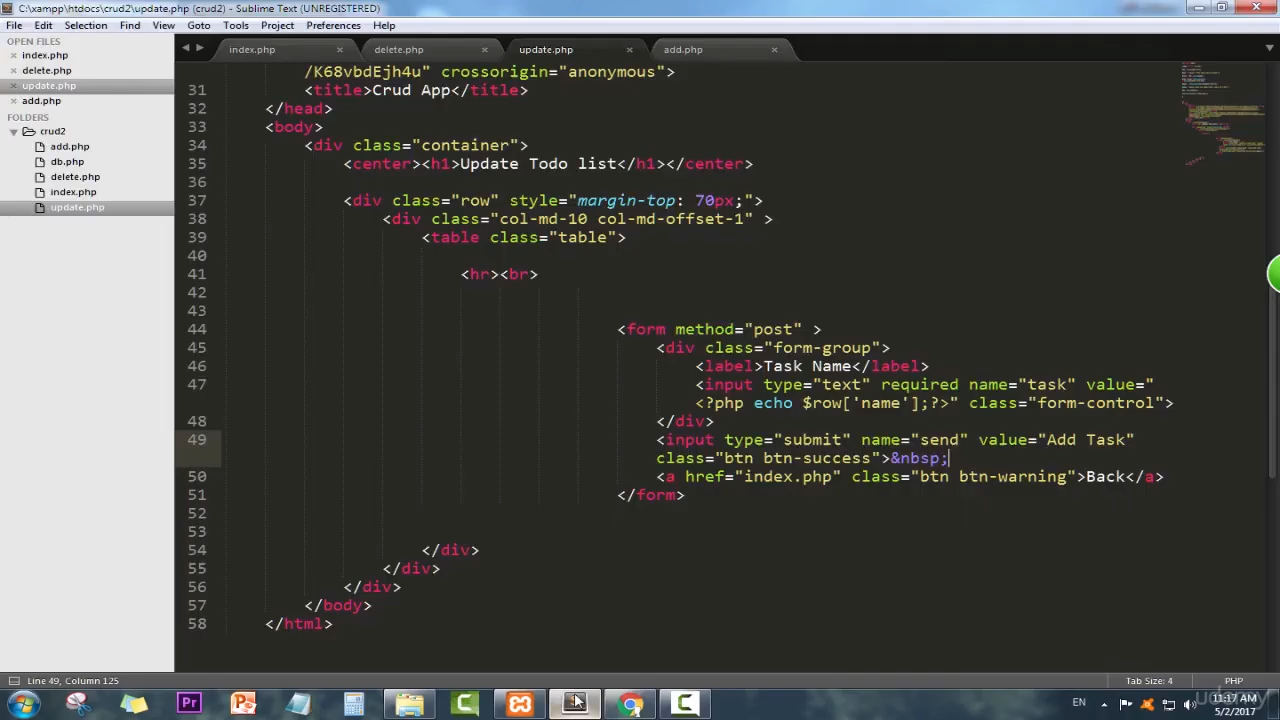 C:\xampp\htdocs\crud2\update.php (crud2) - Sublime Text (UNREGISTERED)
File Edit Selection Find View Goto Tools Project Preferences Help
OPEN FILES
index.php
delete.php
update.php
add.php
FOLDERS
crud2
add.php
db.php
delete.php
index.php
update.php
index.php delete.php update.php add.php
/K68vbdEjh4u" crossorigin="anonymous">
31 <title>Crud App</title>
32 </head>
33 <body>
34 <div class="container">
35 <center><h1>Update Todo list</h1></center>
36
37 <div class="row" style="margin-top: 70px;">
38 <div class="col-md-10 col-md-offset-1" >
39 <table class="table">
40
41 <hr><br>
42
43
44 <form method="post" >
45 <div class="form-group">
46 <label>Task Name</label>
47 <input type="text" required name="task" value="
<?php echo $row['name'];?>" class="form-control">
48 </div>
49 <input type="submit" name="send" value="Add Task"
class="btn btn-success">&nbsp;
50 <a href="index.php" class="btn btn-warning">Back</a>
51 </form>
52
53
54 </div>
55 </div>
56 </div>
57 </body>
58 </html>
Line 49, Column 125
Tab Size: 4
PHP
Pr
EN
11:17 AM
5/2/2017